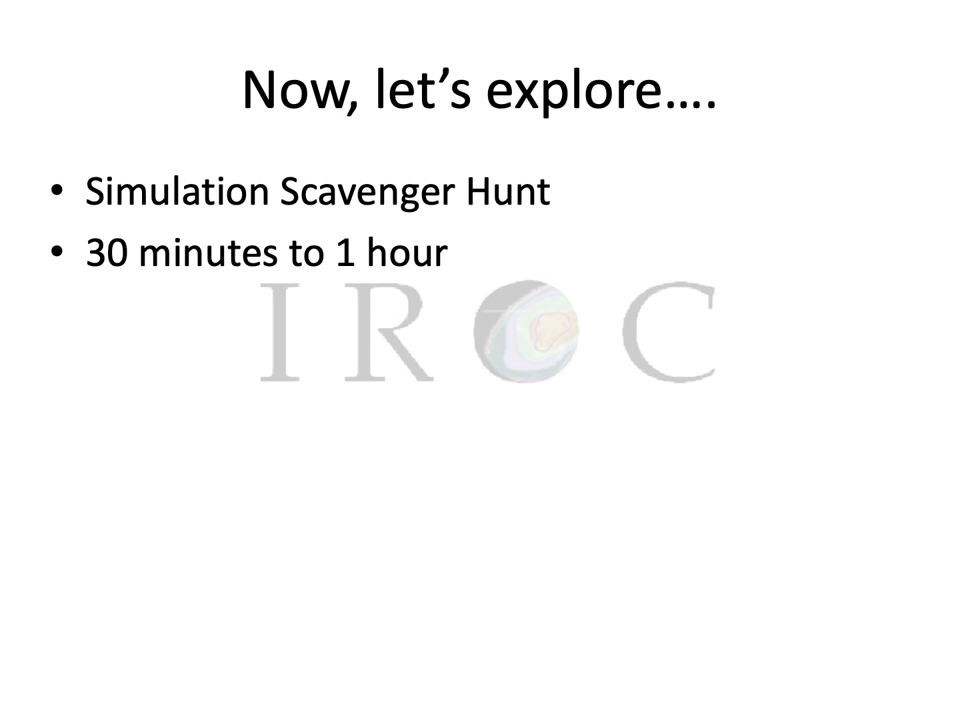 Now, let’s explore….
• Simulation Scavenger Hunt
• 30 minutes to 1 hour
IROC